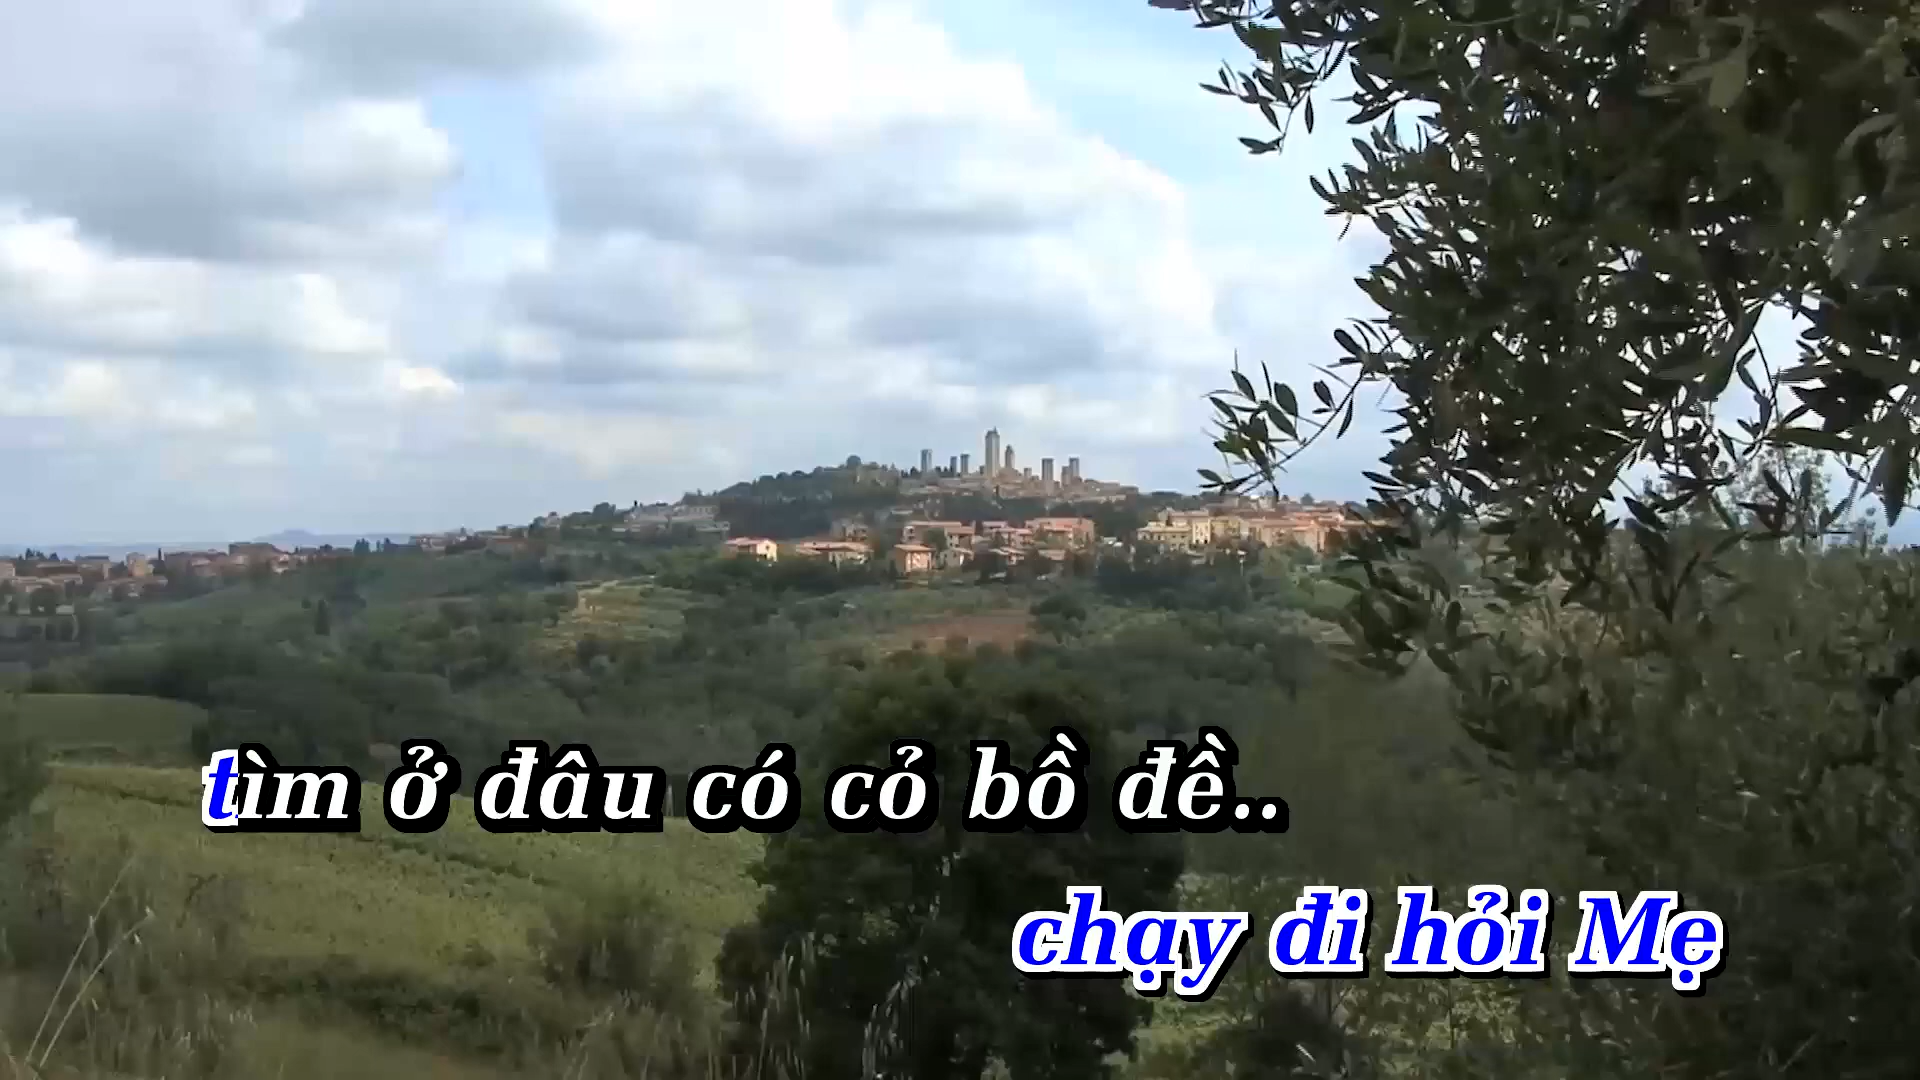 tìm ở đâu có cỏ bồ đề..
chạy đi hỏi Mẹ